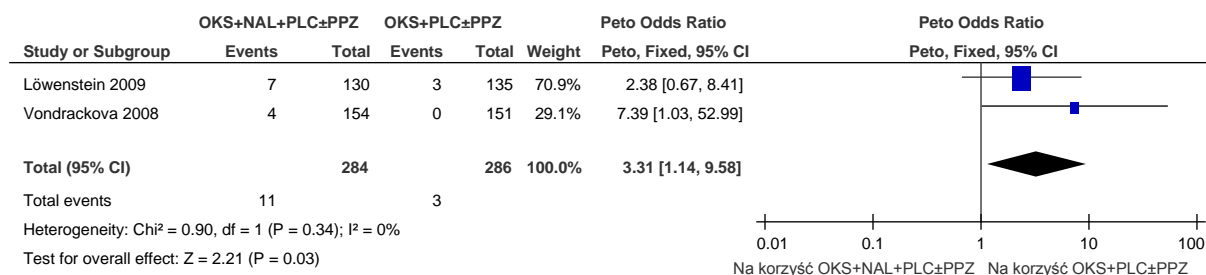 OKS+NAL+PLC±PPZ OKS+PLC±PPZ Peto Odds Ratio Peto Odds Ratio
Study or Subgroup Events Total Events Total Weight Peto, Fixed, 95% CI Peto, Fixed, 95% CI
Löwenstein 2009 7 130 3 135 70.9% 2.38 [0.67, 8.41]
Vondrackova 2008 4 154 0 151 29.1% 7.39 [1.03, 52.99]
Total (95% CI) 284 286 100.0% 3.31 [1.14, 9.58]
Total events 11 3
Heterogeneity: Chi² = 0.90, df = 1 (P = 0.34); I² = 0%
Test for overall effect: Z = 2.21 (P = 0.03)
0.01 0.1 1 10 100
Na korzyść OKS+NAL+PLC±PPZ Na korzyść OKS+PLC±PPZ